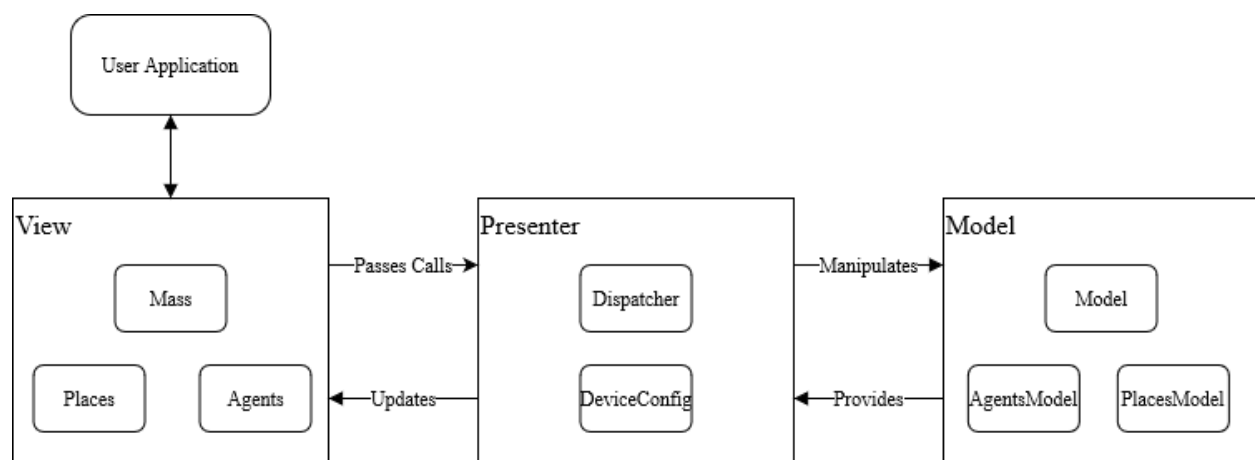 User Application
View
Presenter
Model
Passes Calls
Manipulates
Mass
Dispatcher
Model
Places
Agents
Updates
DeviceConfig
Provides
AgentsModel
PlacesModel